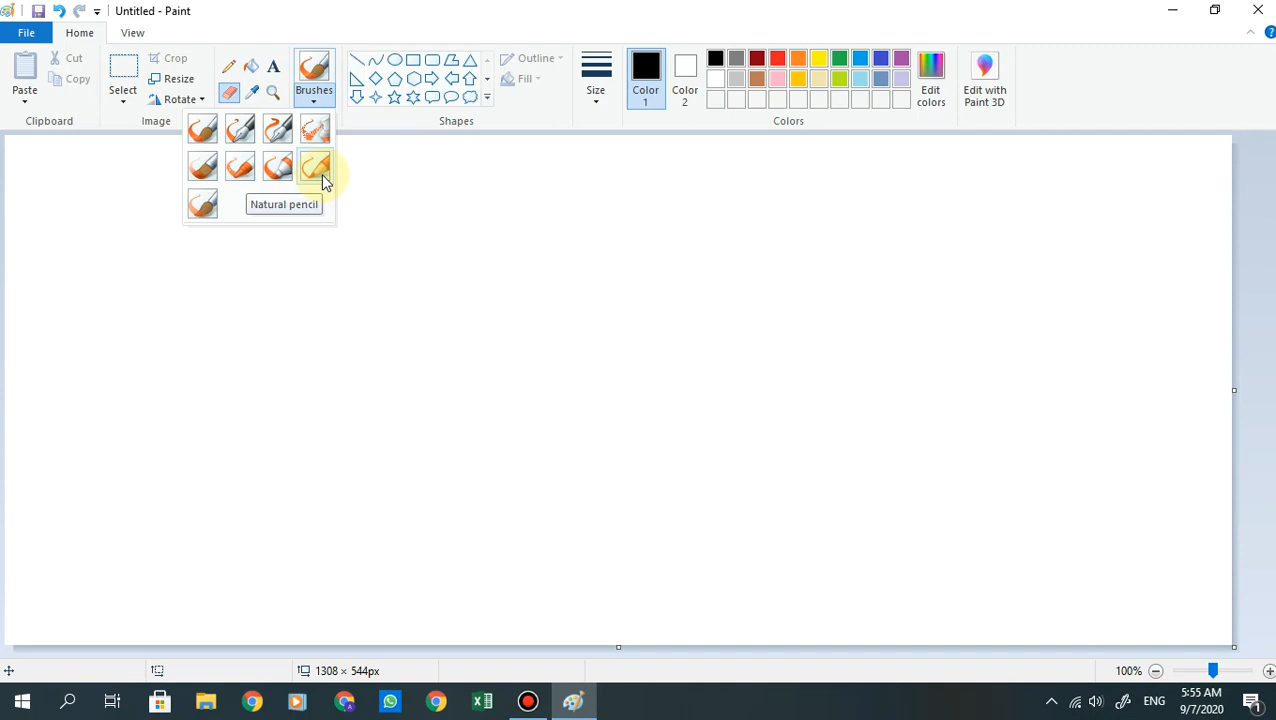 Untitled - Paint
File
Home
View
Paste
Cut
Copy
Clipboard
Select
Crop
Resize
Rotate
Image
A
Brushes
Shapes
Outline
Fill
Size
Color
1
Color
2
Colors
Edit
colors
Edit with
Paint 3D
Natural pencil
1308 × 544px
100%
ENG
5:55 AM
9/7/2020
1